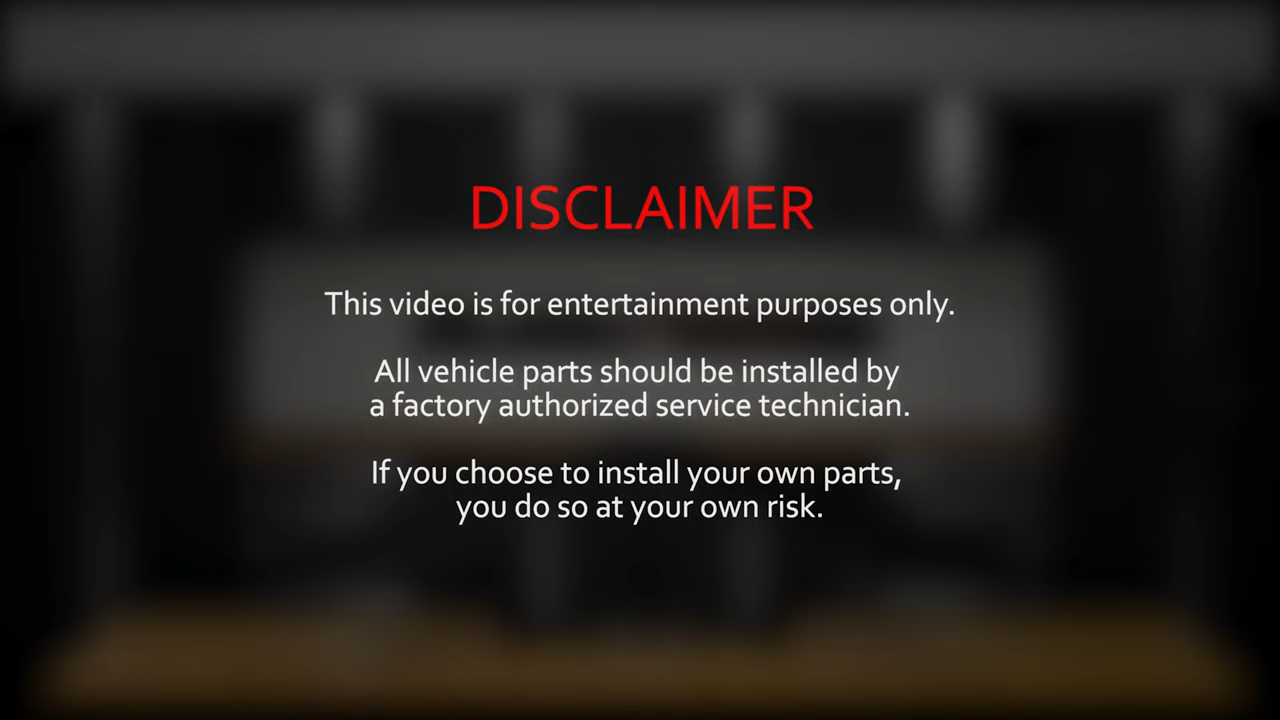 DISCLAIMER
This video is for entertainment purposes only.
All vehicle parts should be installed by
a factory authorized service technician.
If you choose to install your own parts,
you do so at your own risk.